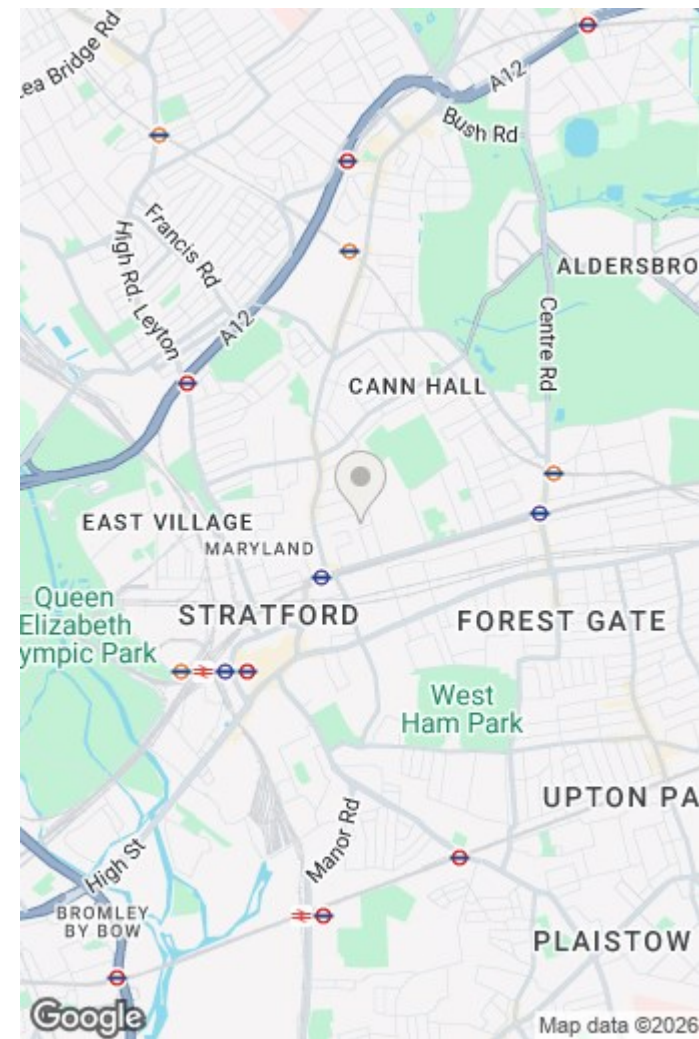 ea Bridge Rd
A12
Bush Rd
Francis Rd
High Rd. Leyton
ALDERSBRO
A12
Centre Rd
CANN HALL
EAST VILLAGE
MARYLAND
Queen
Elizabeth
ympic Park
STRATFORD
FOREST GATE
West
Ham Park
UPTON PA
Manor Rd
High St
BROMLEY
BY BOW
PLAISTOW
Google
Map data ©2026